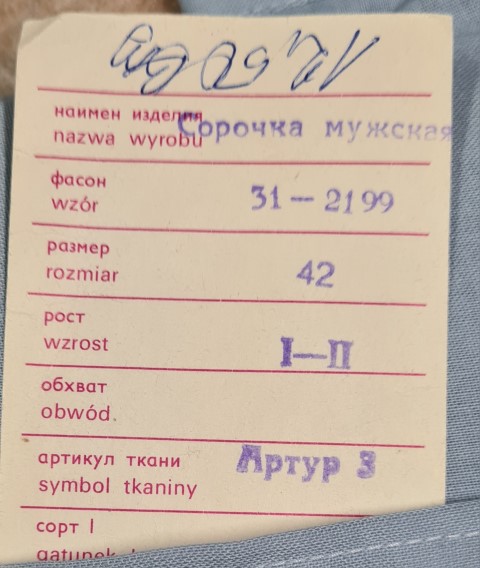 наимен изделия
nazwa wyrobu Сорочка мужская
фасон
wzór 31 — 2199
размер
rozmiar 42
рост
wzrost I—II
обхват
obwód.
артикул ткани Артур 3
symbol tkaniny
сорт I
gatunek